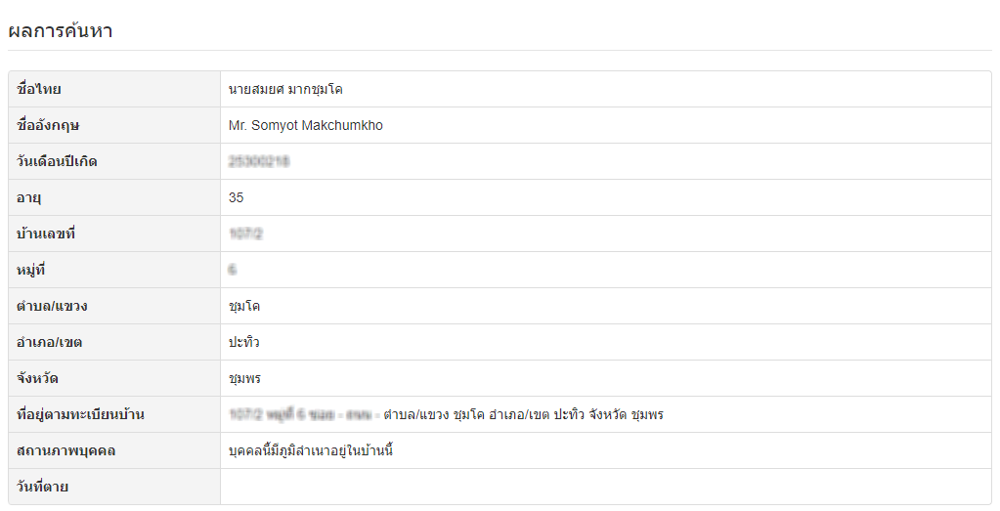 ผลการค้นหา
ชื่อไทย นายสมยศ มากชุมโค
ชื่ออังกฤษ Mr. Somyot Makchumkho
วันเดือนปีเกิด
อายุ 35
บ้านเลขที่
หมู่ที่
ตำบล/แขวง ชุมโค
อำเภอ/เขต ปะทิว
จังหวัด ชุมพร
ที่อยู่ตามทะเบียนบ้าน ตำบล/แขวง ชุมโค อำเภอ/เขต ปะทิว จังหวัด ชุมพร
สถานภาพบุคคล บุคคลนี้มีภูมิลำเนาอยู่ในบ้านนี้
วันที่ตาย